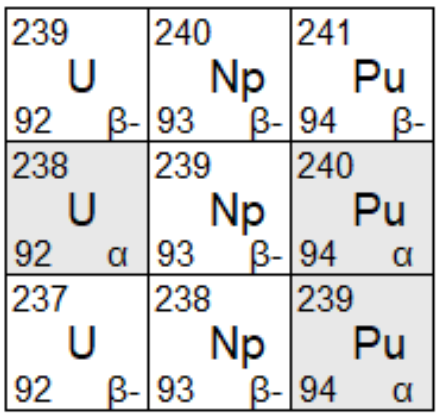 239 240 241
U Np Pu
92 β- 93 β- 94 β-
238 239 240
U Np Pu
92 α 93 β- 94 α
237 238 239
U Np Pu
92 β- 93 β- 94 α